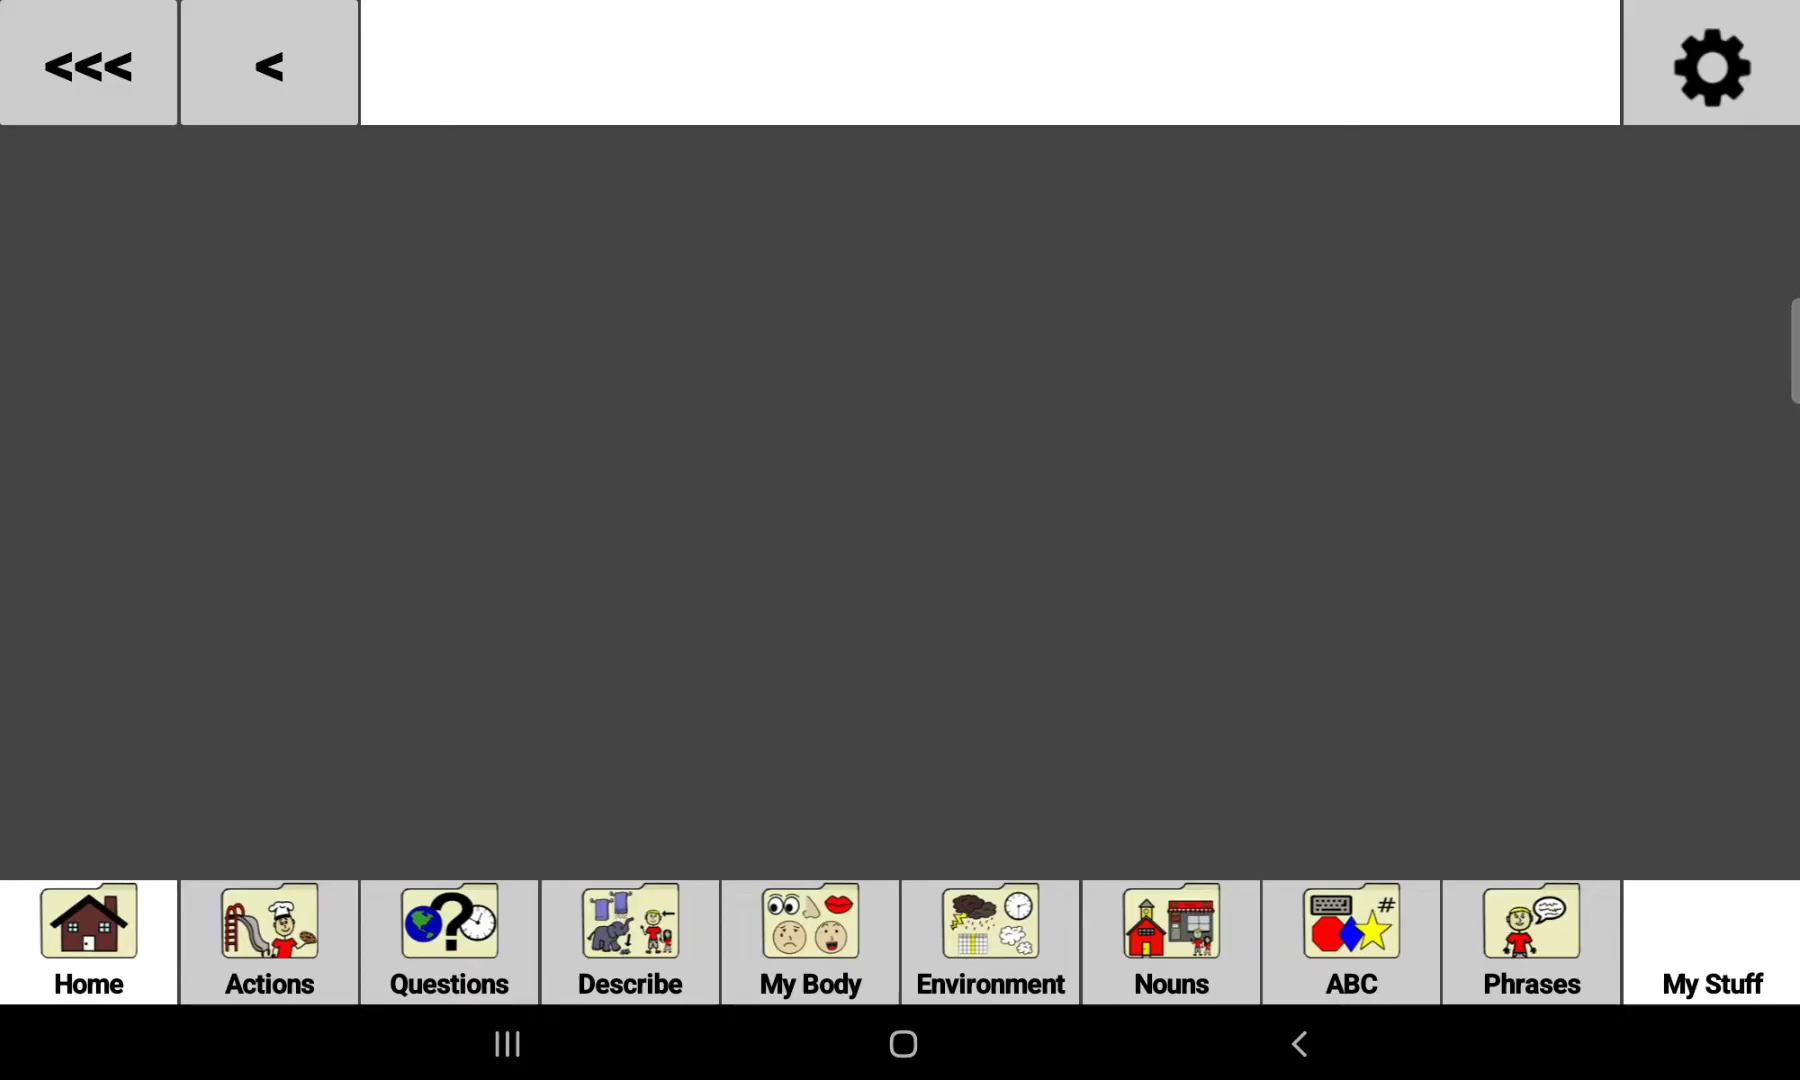 <<<
<
#
Home
Actions
Questions
Describe
My Body
Environment
Nouns
ABC
Phrases
My Stuff